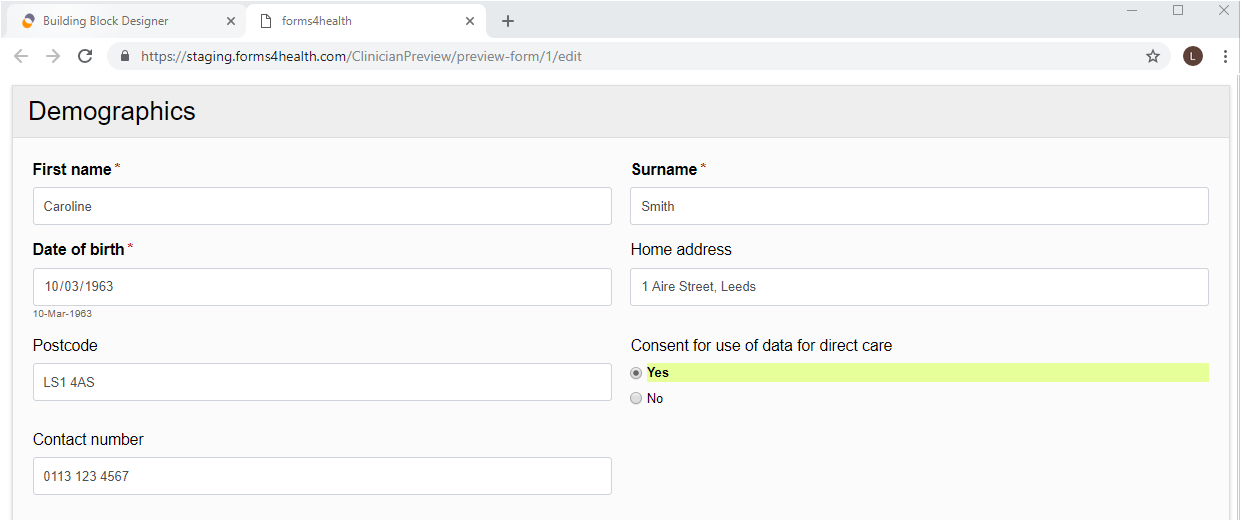 Building Block Designer
forms4health
https://staging.forms4health.com/ClinicianPreview/preview-form/1/edit
L
Demographics
First name *
Surname *
Caroline
Smith
Date of birth *
Home address
10/03/1963
1 Aire Street, Leeds
10-Mar-1963
Postcode
Consent for use of data for direct care
LS1 4AS
Yes
No
Contact number
0113 123 4567